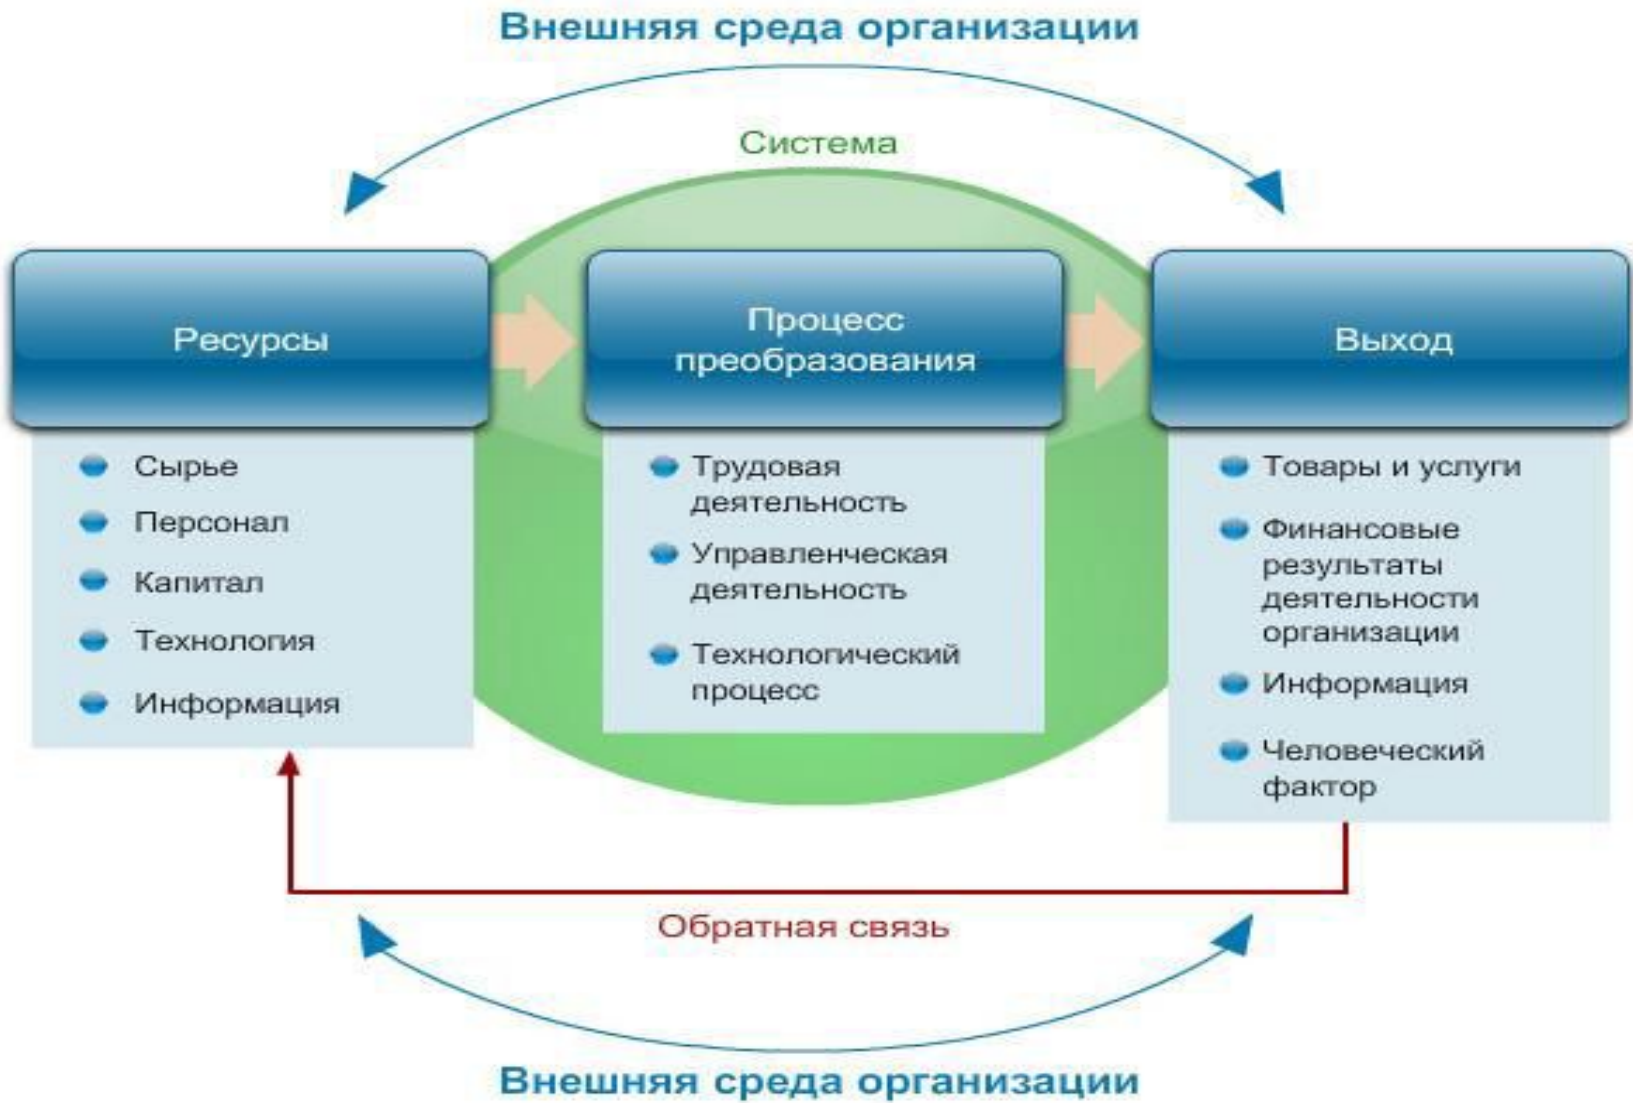 Внешняя среда организации
Система
Ресурсы
Сырье
Персонал
Капитал
Технология
Информация
Процесс
преобразования
Трудовая
деятельность
Управленческая
деятельность
Технологический
процесс
Выход
Товары и услуги
Финансовые
результаты
деятельности
организации
Информация
Человеческий
фактор
Обратная связь
Внешняя среда организации